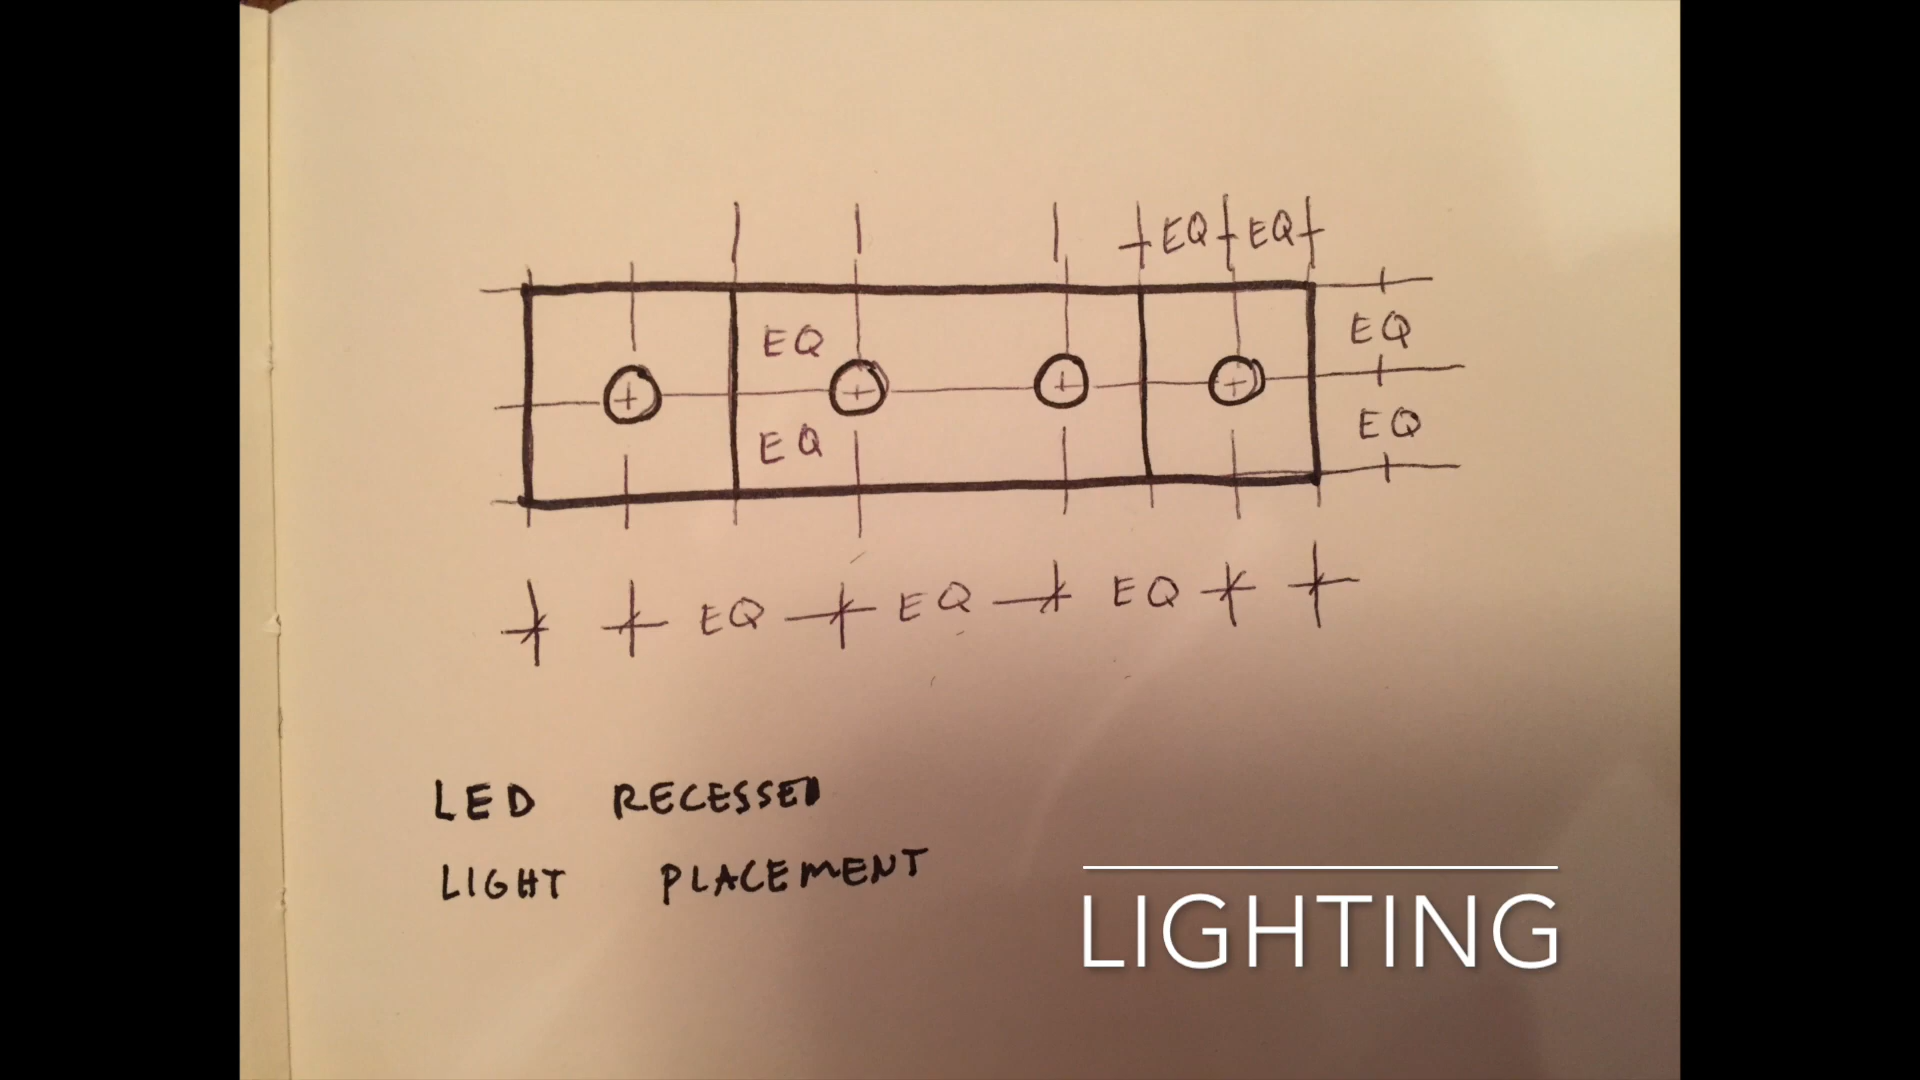 EQ EQ
EQ
EQ
EQ
EQ
EQ EQ EQ
LED RECESSED
LIGHT PLACEMENT
LIGHTING